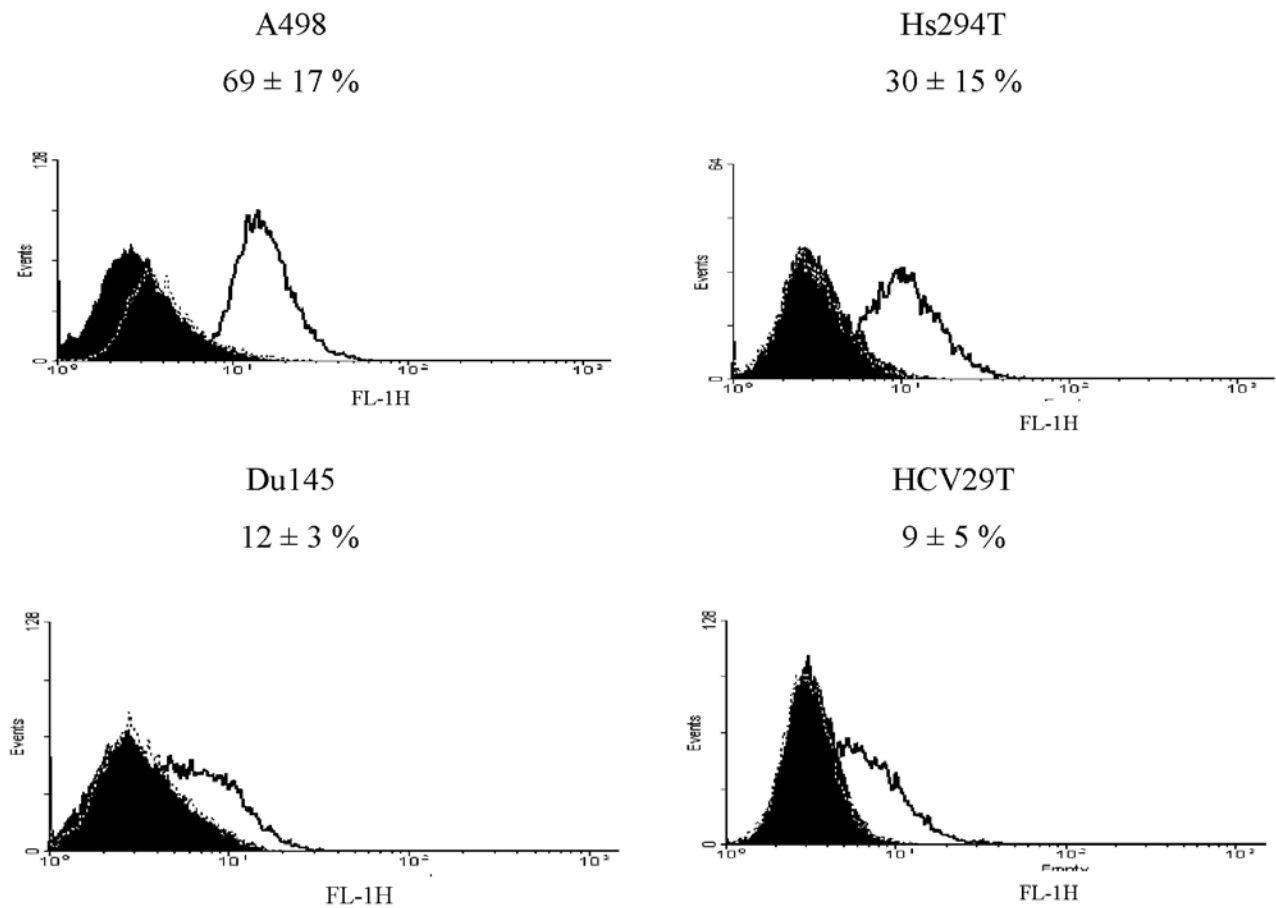 A498
69 ± 17 %
128
Events
0
10⁰
10¹
10²
10³
FL-1H
Hs294T
30 ± 15 %
64
Events
0
10⁰
10¹
10²
10³
FL-1H
Du145
12 ± 3 %
128
Events
0
10⁰
10¹
10²
10³
FL-1H
HCV29T
9 ± 5 %
128
Events
0
10⁰
10¹
10²
10³
Empty
FL-1H